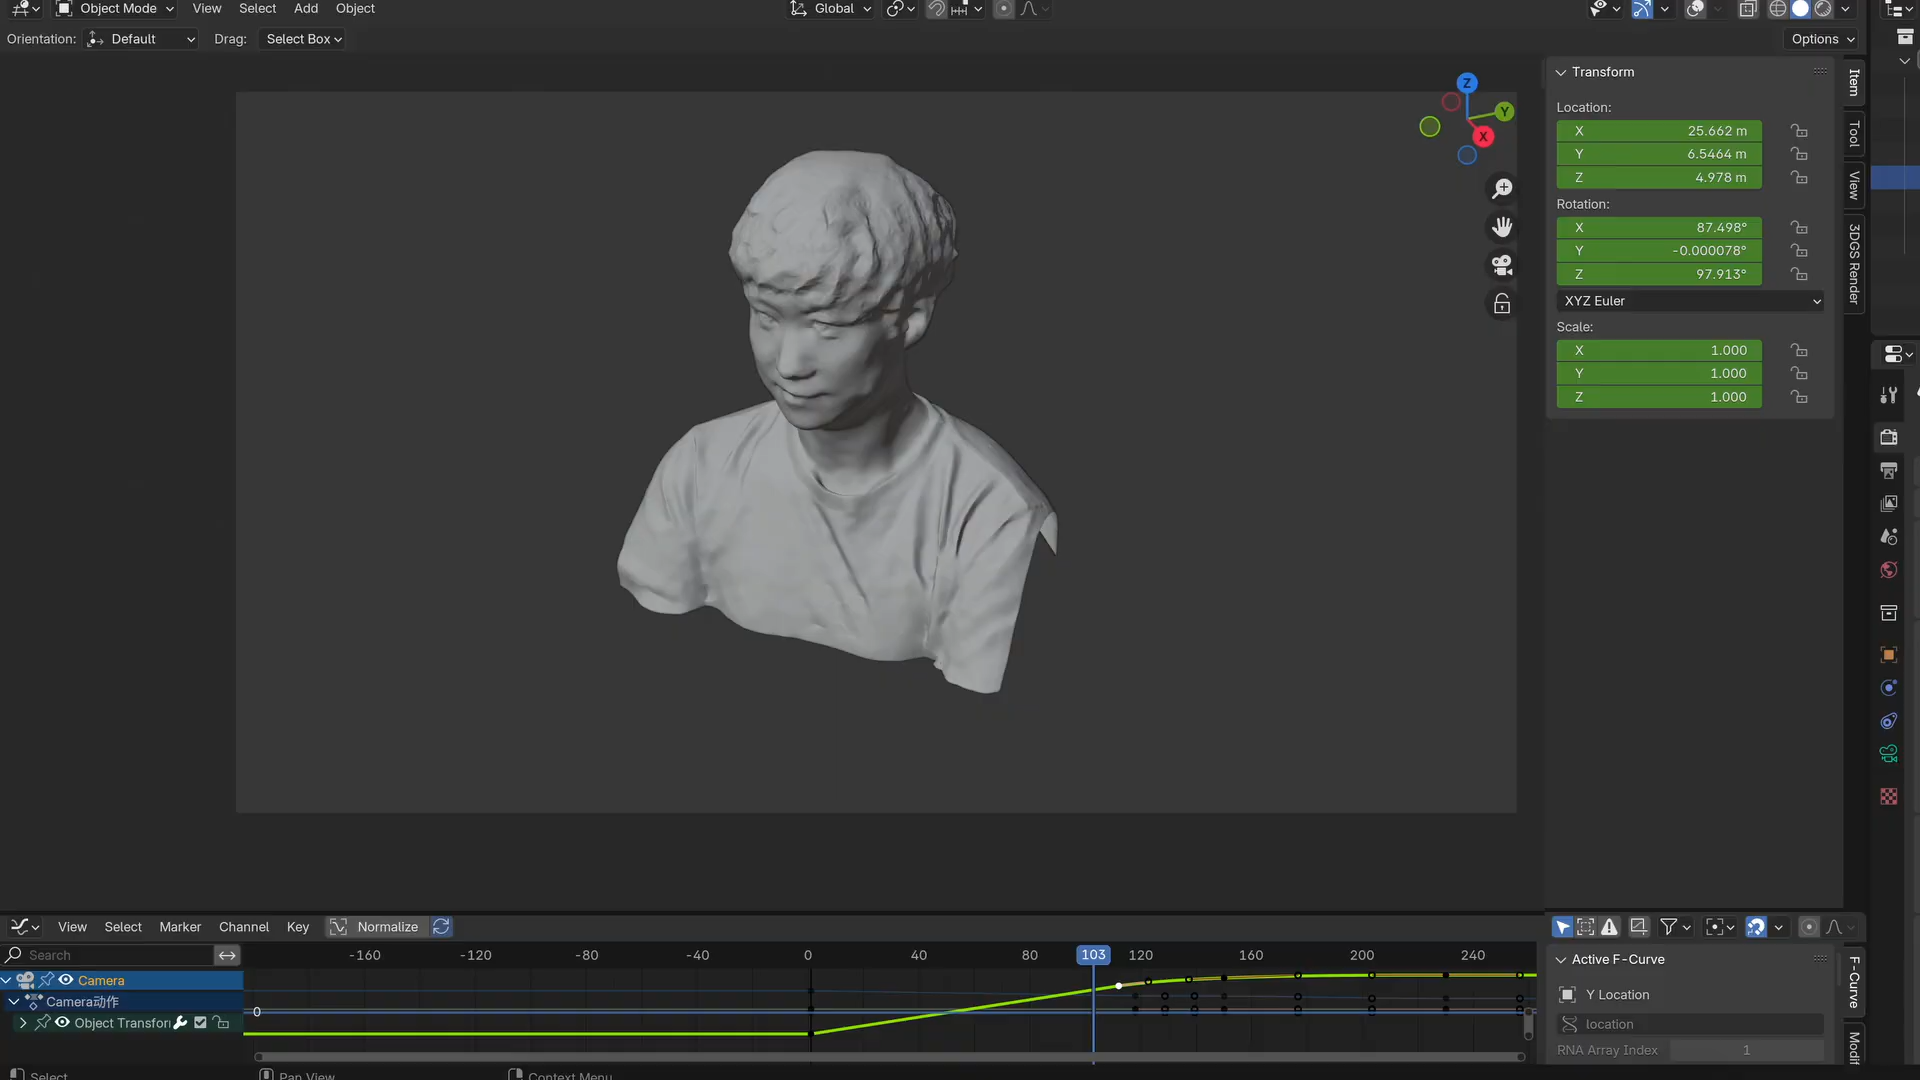 Object Mode View Select Add Object Global
Orientation: Default Drag: Select Box Options
Z
Y
X
Transform
Location:
X 25.662 m
Y 6.5464 m
Z 4.978 m
Rotation:
X 87.498°
Y -0.000078°
Z 97.913°
XYZ Euler
Scale:
X 1.000
Y 1.000
Z 1.000
Item
Tool
View
3DGS Render
View Select Marker Channel Key Normalize
Search
-160 -120 -80 -40 0 40 80 103 120 160 200 240
Camera
Camera动作
Object Transfor
0
Active F-Curve
Y Location
location
RNA Array Index 1
F-Curve
Modif
Select Pan View Context Menu